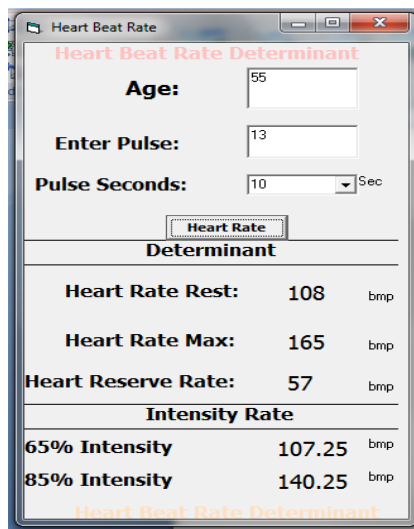 Heart Beat Rate
Heart Beat Rate Determinant
Age: 55
Enter Pulse: 13
Pulse Seconds: 10 Sec
Heart Rate
Determinant
Heart Rate Rest: 108 bmp
Heart Rate Max: 165 bmp
Heart Reserve Rate: 57 bmp
Intensity Rate
65% Intensity 107.25 bmp
85% Intensity 140.25 bmp
Heart Beat Rate Determinant